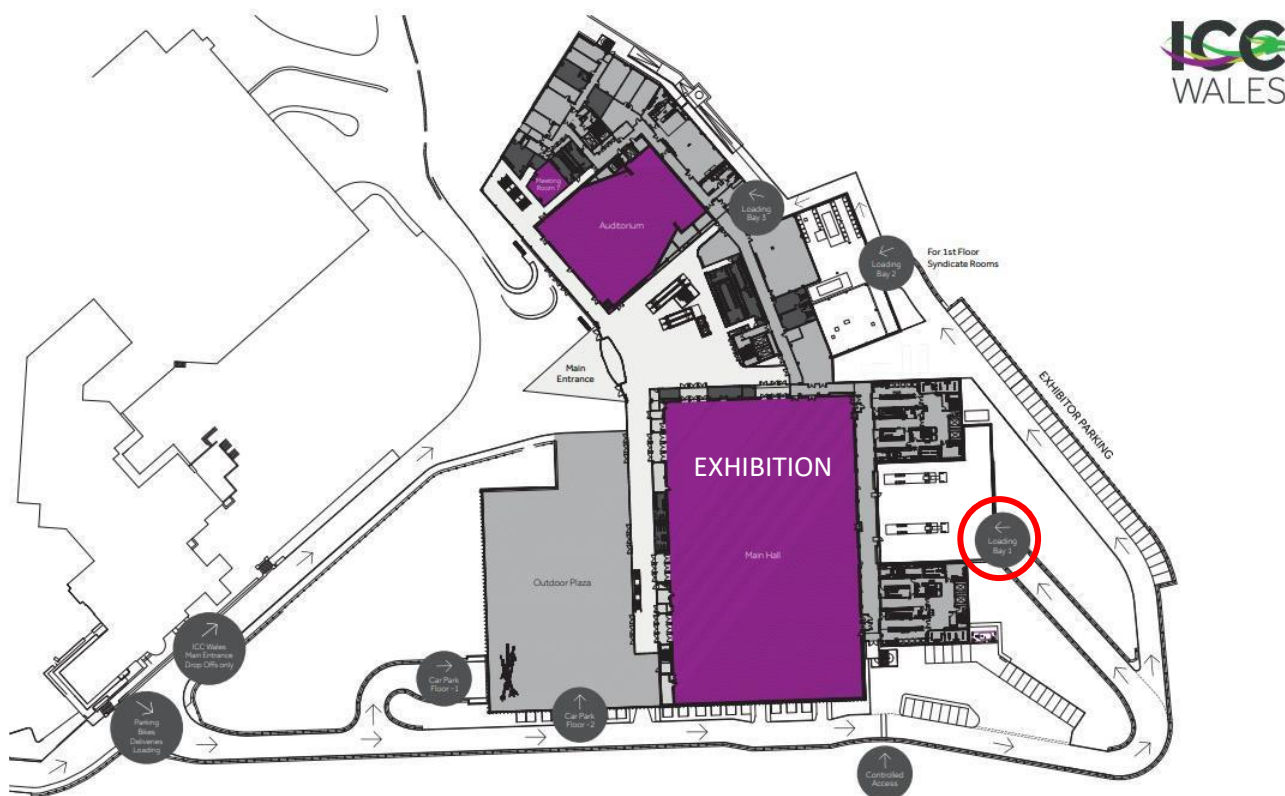 ICC
WALES
Meeting
Room 7
Auditorium
Loading
Bay 3
Loading
Bay 2
For 1st Floor
Syndicate Rooms
Main
Entrance
EXHIBITOR PARKING
EXHIBITION
Main Hall
Loading
Bay 1
Outdoor Plaza
ICC Wales
Main Entrance
Drop Offs only
Car Park
Floor -1
Car Park
Floor -2
Parking
Bikes
Deliveries
Loading
Controlled
Access